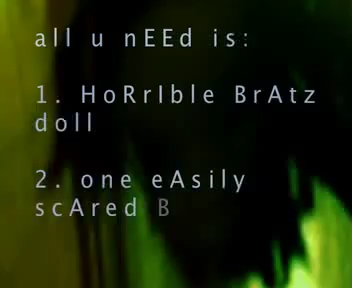 all u nEEd is:
1. HoRrIble BrAtz
doll
2. one eAsily
scAred B